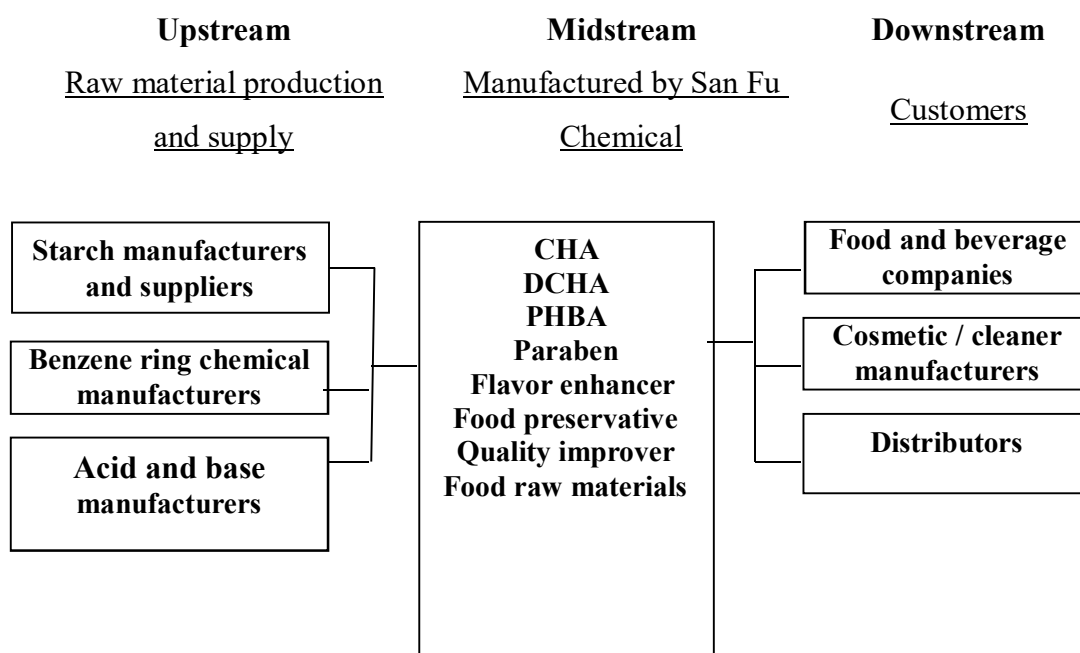 Upstream
Raw material production
and supply
Midstream
Manufactured by San Fu
Chemical
Downstream
Customers
Starch manufacturers
and suppliers
Benzene ring chemical
manufacturers
Acid and base
manufacturers
CHA
DCHA
PHBA
Paraben
Flavor enhancer
Food preservative
Quality improver
Food raw materials
Food and beverage
companies
Cosmetic / cleaner
manufacturers
Distributors